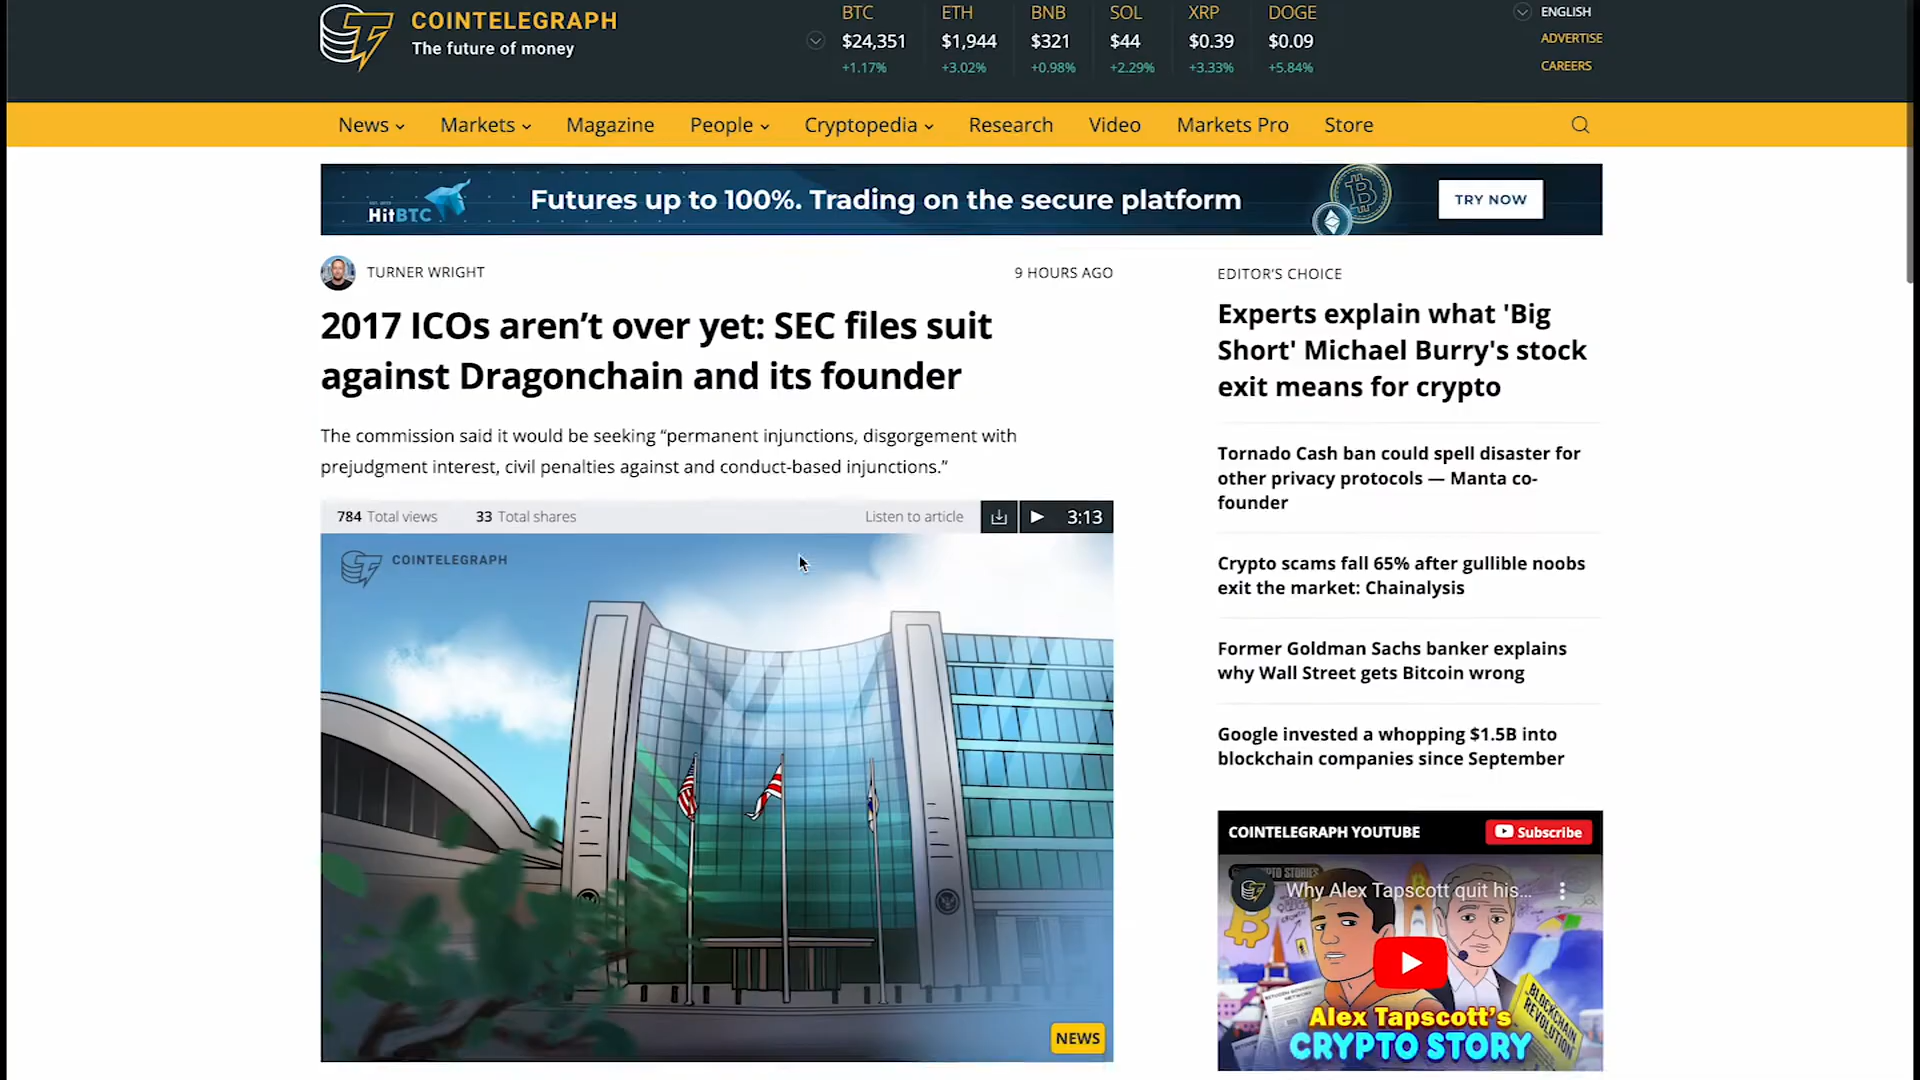 COINTELEGRAPH
The future of money
BTC
$24,351
+1.17%
ETH
$1,944
+3.02%
BNB
$321
+0.98%
SOL
$44
+2.29%
XRP
$0.39
+3.33%
DOGE
$0.09
+5.84%
ENGLISH
ADVERTISE
CAREERS
News Markets Magazine People Cryptopedia Research Video Markets Pro Store
HitBTC
Futures up to 100%. Trading on the secure platform
TRY NOW
TURNER WRIGHT
9 HOURS AGO
2017 ICOs aren’t over yet: SEC files suit
against Dragonchain and its founder
The commission said it would be seeking “permanent injunctions, disgorgement with
prejudgment interest, civil penalties against and conduct-based injunctions.”
784 Total views 33 Total shares Listen to article 3:13
COINTELEGRAPH
NEWS
EDITOR'S CHOICE
Experts explain what 'Big
Short' Michael Burry's stock
exit means for crypto
Tornado Cash ban could spell disaster for
other privacy protocols — Manta co-
founder
Crypto scams fall 65% after gullible noobs
exit the market: Chainalysis
Former Goldman Sachs banker explains
why Wall Street gets Bitcoin wrong
Google invested a whopping $1.5B into
blockchain companies since September
COINTELEGRAPH YOUTUBE
Subscribe
Why Alex Tapscott quit his...
BLOCKCHAIN
REVOLUTION
Alex Tapscott's
CRYPTO STORY